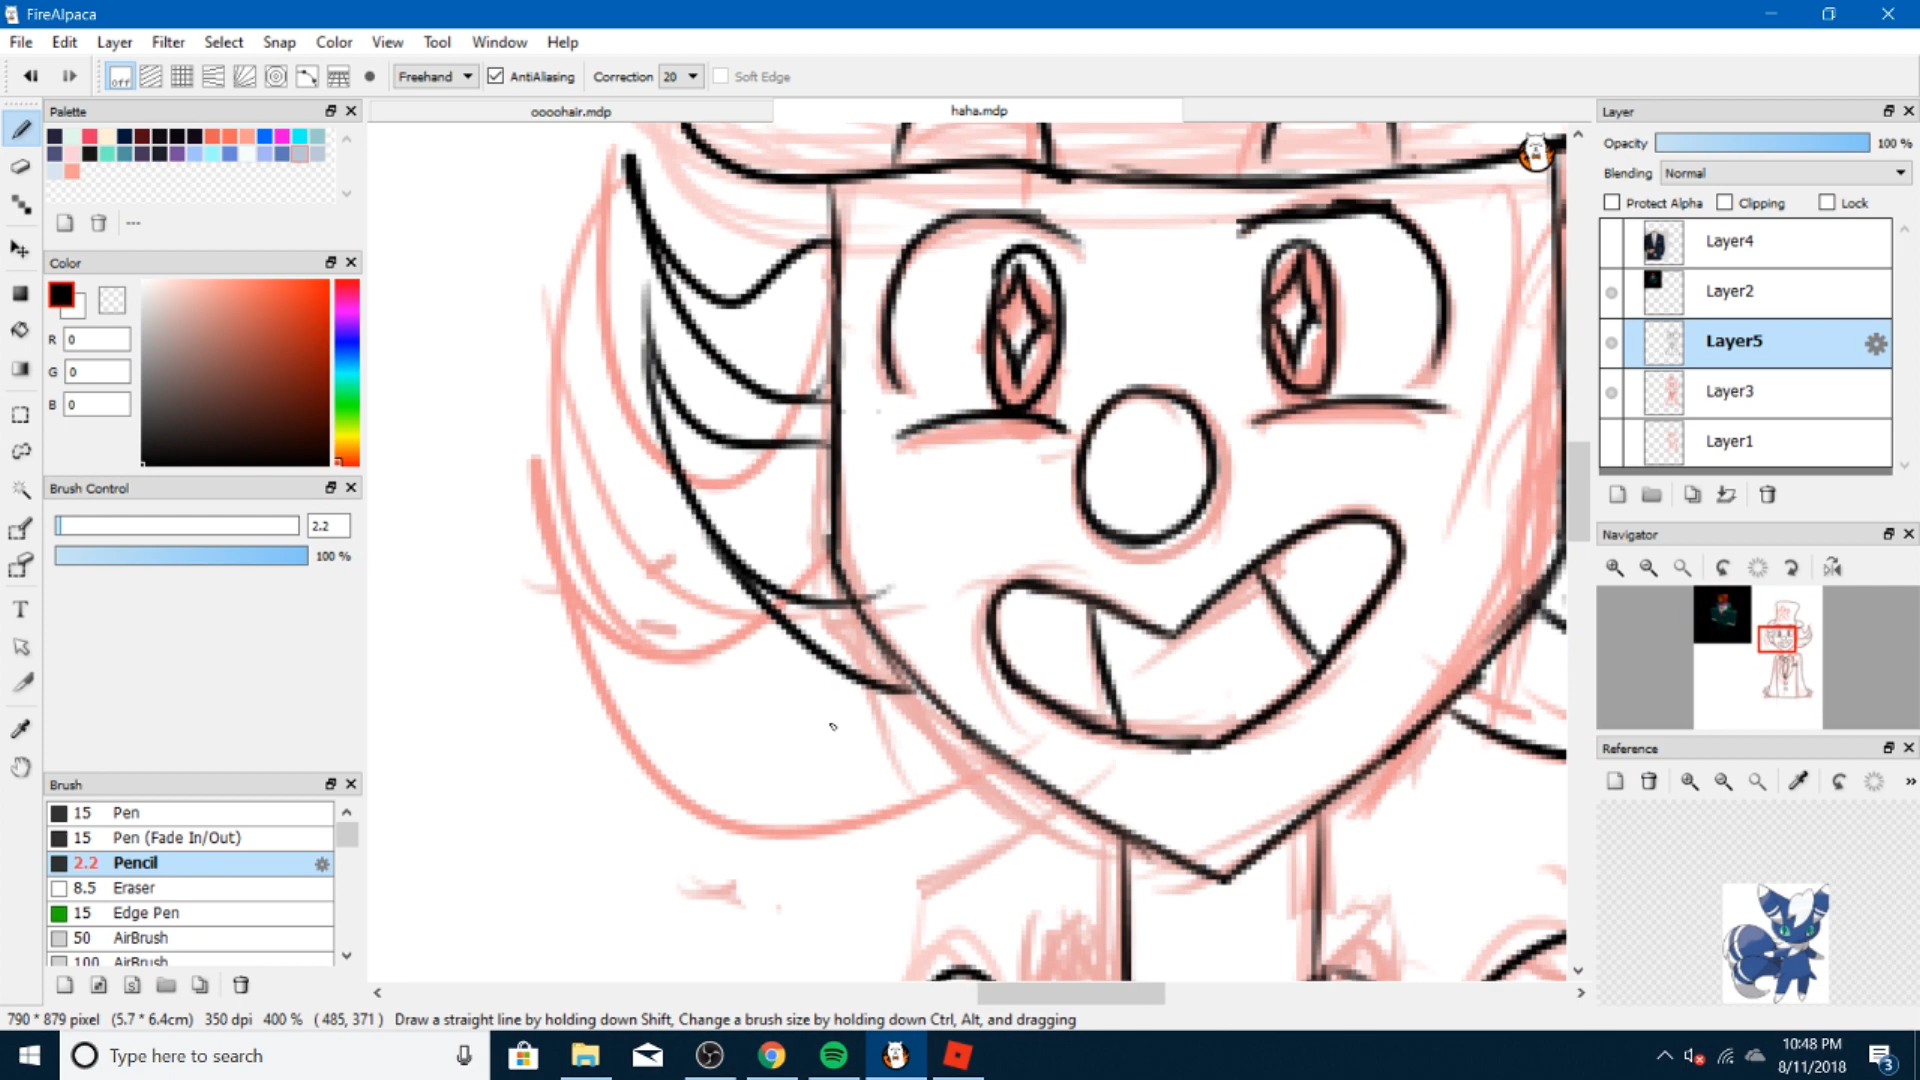 FireAlpaca
File Edit Layer Filter Select Snap Color View Tool Window Help
off Freehand AntiAliasing Correction 20 Soft Edge
Palette oooohair.mdp haha.mdp Layer
Opacity 100 %
Blending Normal
Protect Alpha Clipping Lock
Layer4
---
Color
Layer2
R 0
Layer5
G 0
Layer3
B 0
Layer1
Brush Control
2.2
Navigator
100 %
Reference
»
Brush
15 Pen
15 Pen (Fade In/Out)
2.2 Pencil
8.5 Eraser
15 Edge Pen
50 AirBrush
100 AirBrush
S
790 * 879 pixel (5.7 * 6.4cm) 350 dpi 400 % ( 485, 371 ) Draw a straight line by holding down Shift, Change a brush size by holding down Ctrl, Alt, and dragging
Type here to search
10:48 PM
8/11/2018
3